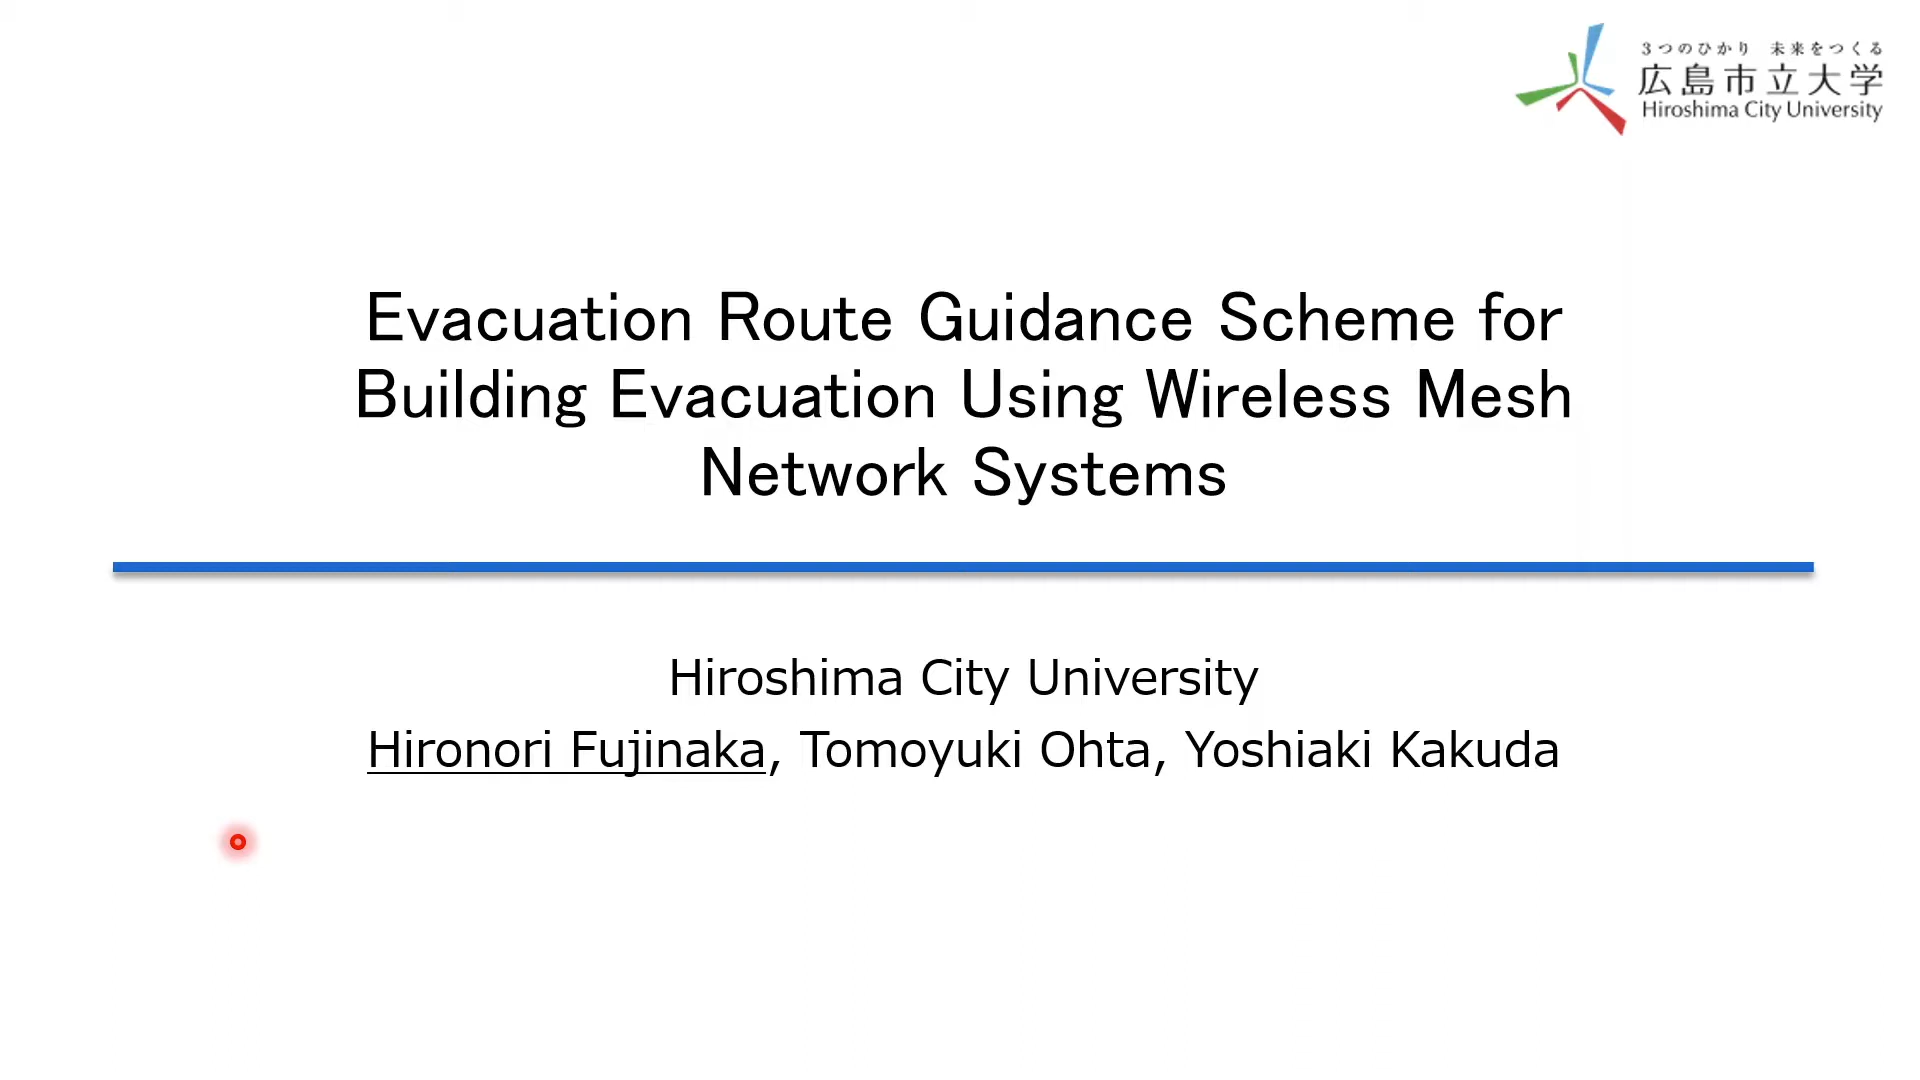 3つのひかり 未来をつくる
広島市立大学
Hiroshima City University
Evacuation Route Guidance Scheme for
Building Evacuation Using Wireless Mesh
Network Systems
Hiroshima City University
Hironori Fujinaka, Tomoyuki Ohta, Yoshiaki Kakuda